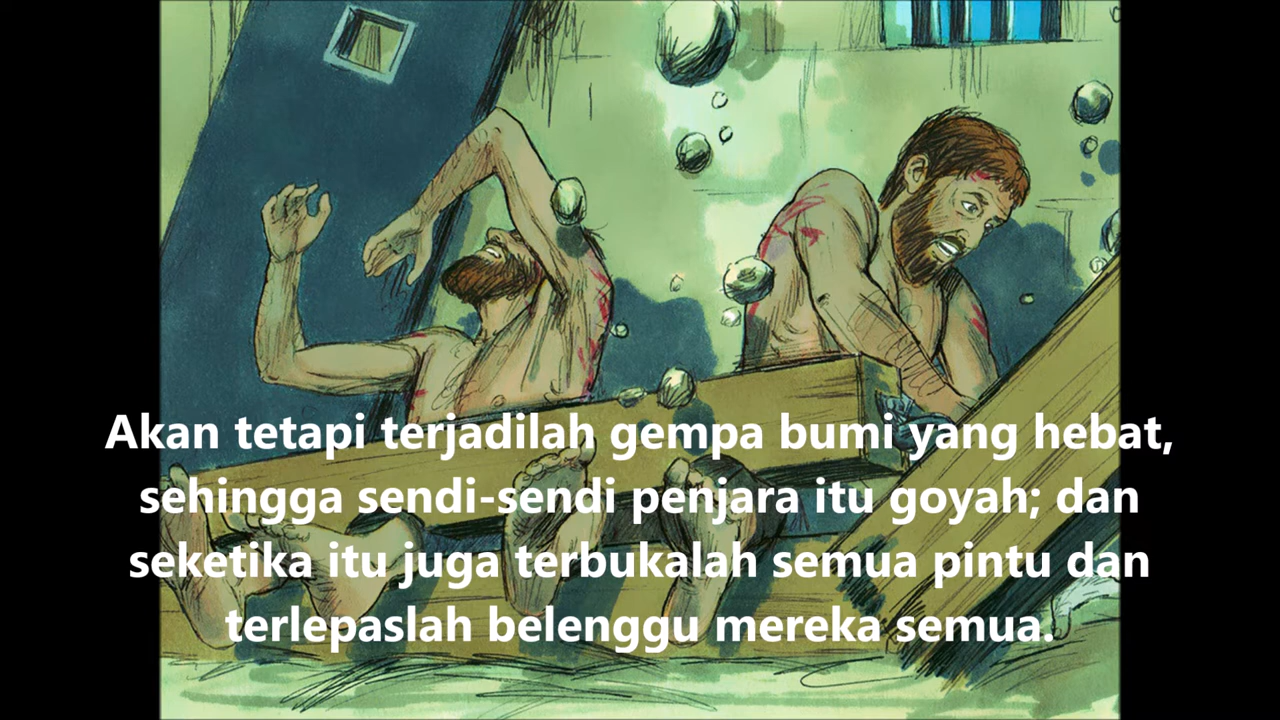 Akan tetapi terjadilah gempa bumi yang hebat,
sehingga sendi-sendi penjara itu goyah; dan
seketika itu juga terbukalah semua pintu dan
terlepaslah belenggu mereka semua.